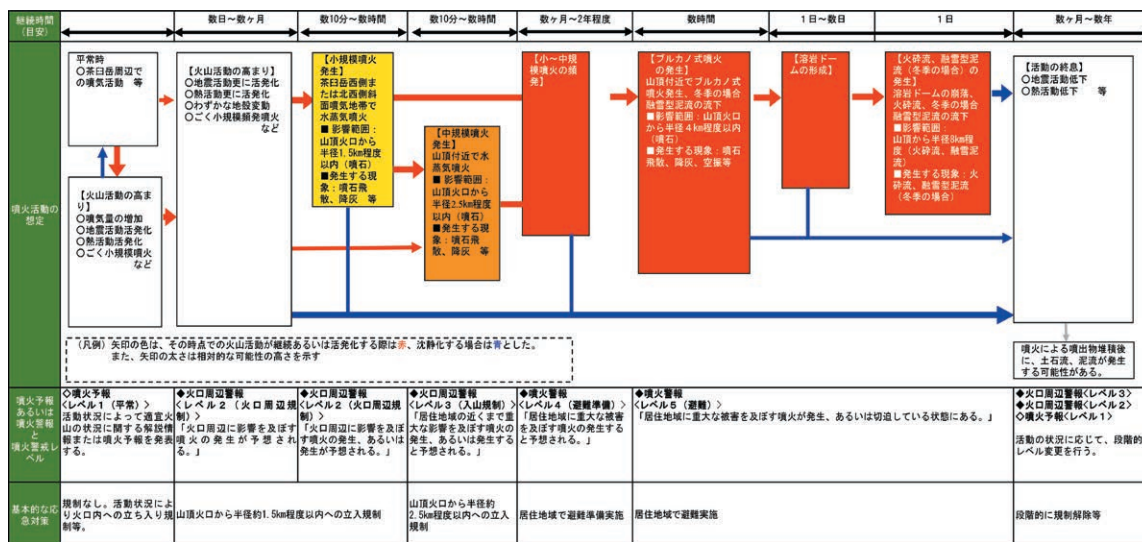 継続時間
（目安）
数日～数ヶ月
数10分～数時間
数10分～数時間
数ヶ月～2年程度
数時間
1日～数日
1日
数ヶ月～数年
噴火活動の
想定
平常時
○茶臼岳周辺で
の噴気活動　等
【火山活動の高ま
り】
○噴気量の増加
○地震活動活発化
○熱活動活発化
○ごく小規模噴火
など
【火山活動の高まり】
○地震活動更に活発化
○熱活動更に活発化
○わずかな地殻変動
○ごく小規模頻発噴火
など
【小規模噴火
発生】
茶臼岳西側ま
たは北西側斜
面噴気地帯で
水蒸気噴火
■影響範囲：
山頂火口から
半径1.5km程度
以内（噴石）
■発生する現
象：噴石飛
散、降灰　等
【中規模噴火
発生】
山頂付近で水
蒸気噴火
■影響範囲：
山頂火口から
半径2.5km程度
以内（噴石）
■発生する現
象：噴石飛
散、降灰　等
【小～中規
模噴火の頻
発】
【ブルカノ式噴火
の発生】
山頂付近でブルカノ式
噴火発生、冬季の場合
融雪型泥流の流下
■影響範囲：山頂火口
から半径４km程度以内
（噴石）
■発生する現象：噴石
飛散、降灰、空振等
【溶岩ドー
ムの形成】
【火砕流、融雪型泥
流（冬季の場合）の
発生】
溶岩ドームの崩落、
火砕流、冬季の場合
融雪型泥流の流下
■影響範囲：
山頂から半径8km程
度（火砕流、融雪型
泥流）
■発生する現象：火
砕流、融雪型泥流
（冬季の場合）
【活動の終息】
○地震活動低下
○熱活動低下　等
（凡例）矢印の色は、その時点での火山活動が継続あるいは活発化する際は赤、沈静化する場合は青とした。
また、矢印の太さは相対的な可能性の高さを示す
噴火による噴出物堆積後
に、土石流、泥流が発生
する可能性がある。
噴火予報
あるいは
噴火警報
と
噴火警戒レ
ベル
◇噴火予報
<レベル１（平常）>
活動状況によって適宜火
山の状況に関する解説情
報または噴火予報を発表
する。
◆火口周辺警報
<レベル２（火口周辺規
制）>
「火口周辺に影響を及ぼす
噴火の発生が予想され
る。」
◆火口周辺警報
<レベル２（火口周辺規
制）>
「火口周辺に影響を及ぼ
す噴火の発生、あるいは
発生が予想される。」
◆火口周辺警報
<レベル３（入山規制）>
「居住地域の近くまで重
大な影響を及ぼす噴火の
発生、あるいは発生する
と予想される。」
◆噴火警報
<レベル４（避難準備）>
「居住地域に重大な被害
を及ぼす噴火の発生する
と予想される。」
◆噴火警報
<レベル５（避難）>
「居住地域に重大な被害を及ぼす噴火が発生、あるいは切迫している状態にある。」
◆火口周辺警報<レベル３>
◆火口周辺警報<レベル２>
◇噴火予報<レベル１>
活動の状況に応じて、段階的に
レベル変更を行う。
基本的な応
急対策
規制なし。活動状況によ
り火口内への立ち入り規
制等。
山頂火口から半径約1.5km程度以内への立入規制
山頂火口から半径約
2.5km程度以内への立入
規制
居住地域で避難準備実施
居住地域で避難実施
段階的に規制解除等